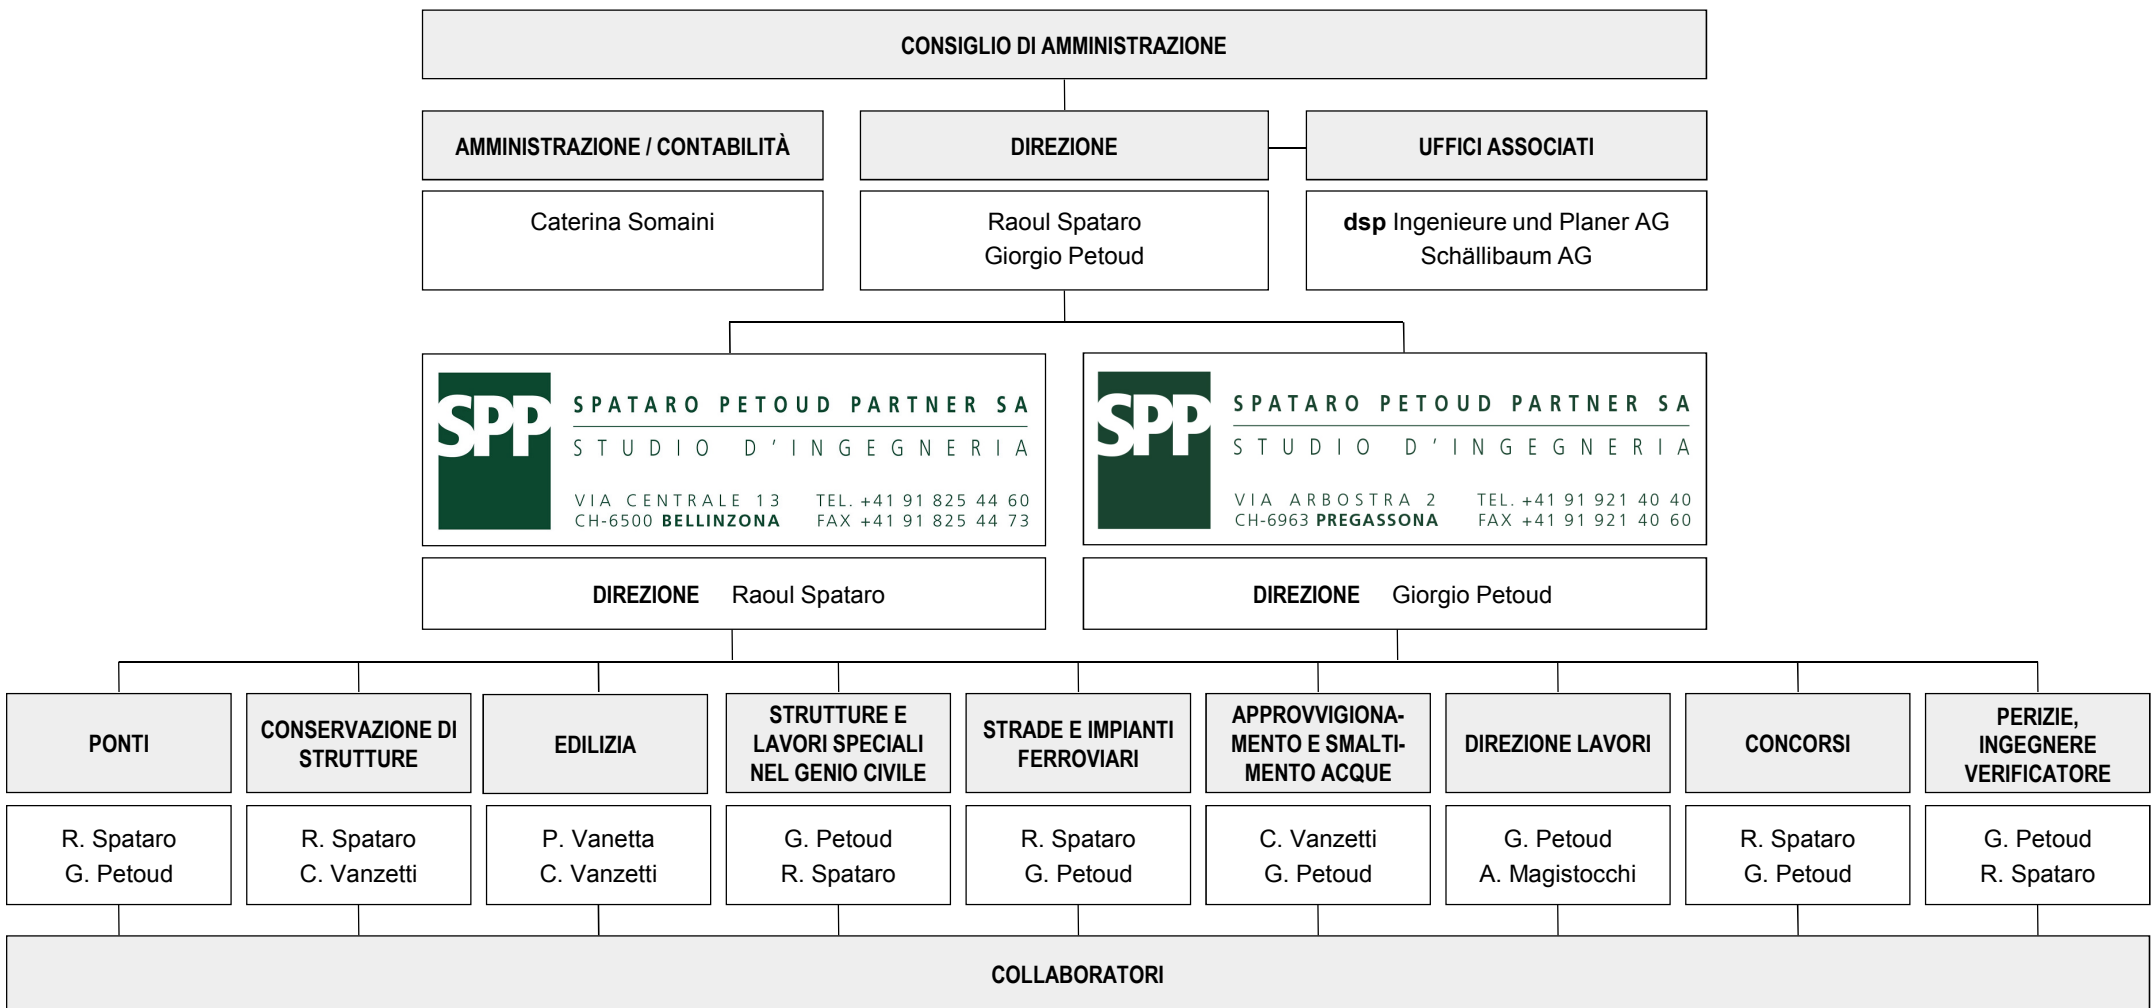 CONSIGLIO DI AMMINISTRAZIONE
AMMINISTRAZIONE / CONTABILITÀ
Caterina Somaini
DIREZIONE
Raoul Spataro
Giorgio Petoud
UFFICI ASSOCIATI
dsp Ingenieure und Planer AG
Schällibaum AG
SPP
SPATARO PETOUD PARTNER SA
STUDIO D'INGEGNERIA
VIA CENTRALE 13 TEL. +41 91 825 44 60
CH-6500 BELLINZONA FAX +41 91 825 44 73
DIREZIONE Raoul Spataro
SPP
SPATARO PETOUD PARTNER SA
STUDIO D'INGEGNERIA
VIA ARBOSTRA 2 TEL. +41 91 921 40 40
CH-6963 PREGASSONA FAX +41 91 921 40 60
DIREZIONE Giorgio Petoud
PONTI
R. Spataro
G. Petoud
CONSERVAZIONE DI
STRUTTURE
R. Spataro
C. Vanzetti
EDILIZIA
P. Vanetta
C. Vanzetti
STRUTTURE E
LAVORI SPECIALI
NEL GENIO CIVILE
G. Petoud
R. Spataro
STRADE E IMPIANTI
FERROVIARI
R. Spataro
G. Petoud
APPROVVIGIONA-
MENTO E SMALTI-
MENTO ACQUE
C. Vanzetti
G. Petoud
DIREZIONE LAVORI
G. Petoud
A. Magistocchi
CONCORSI
R. Spataro
G. Petoud
PERIZIE,
INGEGNERE
VERIFICATORE
G. Petoud
R. Spataro
COLLABORATORI